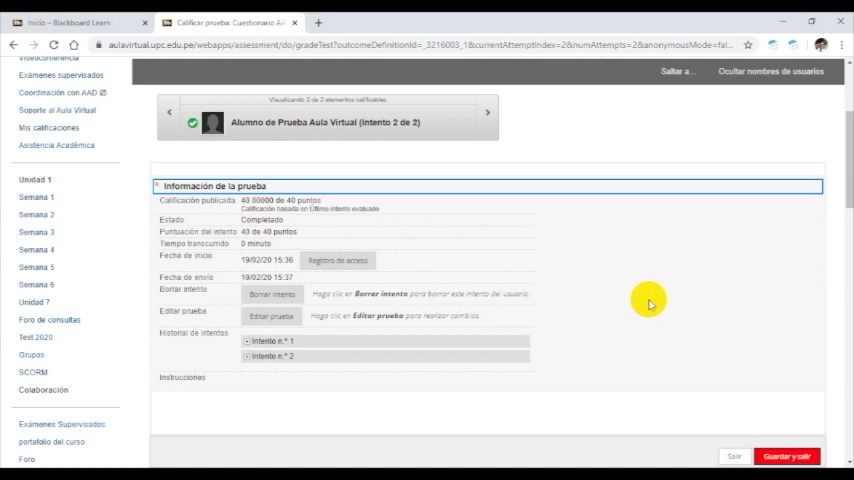 Inicio – Blackboard Learn
Calificar prueba: Cuestionario AA
aulavirtual.upc.edu.pe/webapps/assessment/do/gradeTest?outcomeDefinitionId=_3216003_1&currentAttemptIndex=2&numAttempts=2&anonymousMode=fal...
Videoconferencia
Exámenes supervisados
Coordinación con AAD
Soporte al Aula Virtual
Mis calificaciones
Asistencia Académica
Unidad 1
Semana 1
Semana 2
Semana 3
Semana 4
Semana 5
Semana 6
Unidad 7
Foro de consultas
Test 2020
Grupos
SCORM
Colaboración
Exámenes Supervisados
portafolio del curso
Foro
Saltar a...
Ocultar nombres de usuarios
Visualizando 2 de 2 elementos calificables
Alumno de Prueba Aula Virtual (Intento 2 de 2)
Información de la prueba
Calificación publicada 40.00000 de 40 puntos
Calificación basada en Último intento evaluado
Estado Completado
Puntuación del intento 40 de 40 puntos
Tiempo transcurrido 0 minuto
Fecha de inicio 19/02/20 15:36 Registro de acceso
Fecha de envío 19/02/20 15:37
Borrar intento Borrar intento Haga clic en Borrar intento para borrar este intento del usuario.
Editar prueba Editar prueba Haga clic en Editar prueba para realizar cambios.
Historial de intentos
Intento n.º 1
Intento n.º 2
Instrucciones
Salir
Guardar y salir